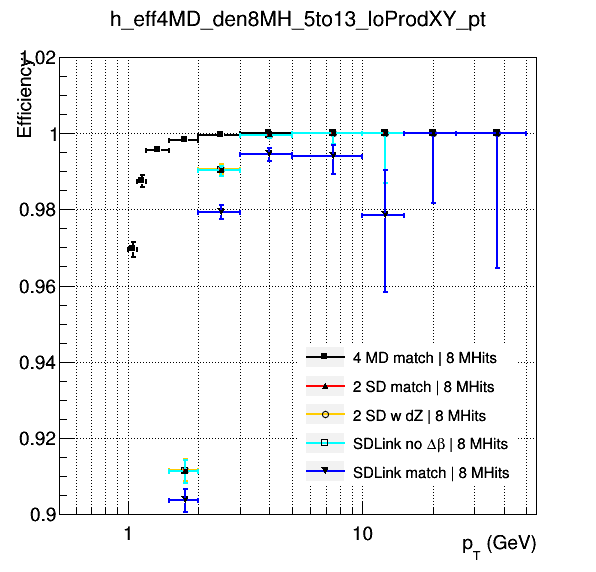 h_eff4MD_den8MH_5to13_loProdXY_pt
Efficiency
1.02
1
0.98
0.96
0.94
0.92
0.9
4 MD match | 8 MHits
2 SD match | 8 MHits
2 SD w dZ | 8 MHits
SDLink no Δβ | 8 MHits
SDLink match | 8 MHits
1
10
p_T (GeV)